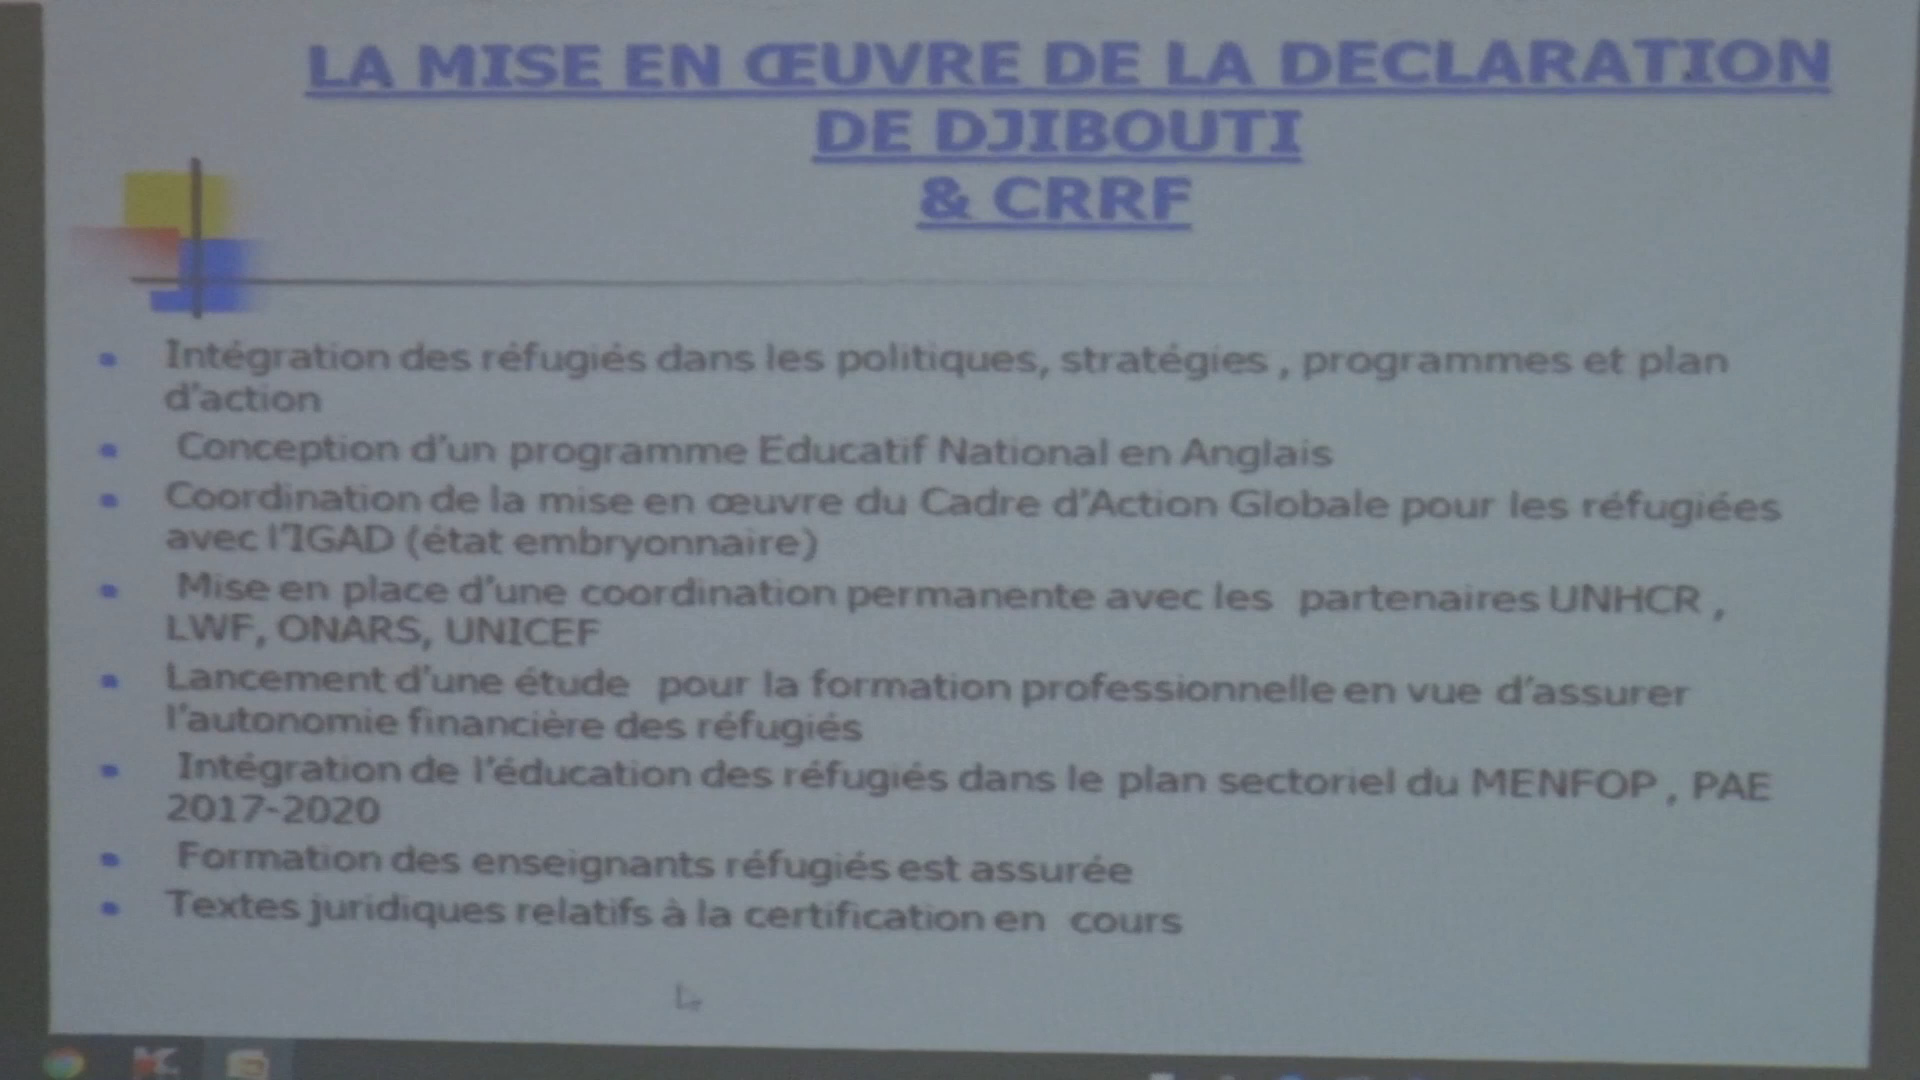 LA MISE EN ŒUVRE DE LA DECLARATION
DE DJIBOUTI
& CRRF
Intégration des réfugiés dans les politiques, stratégies , programmes et plan
d'action
Conception d'un programme Educatif National en Anglais
Coordination de la mise en œuvre du Cadre d'Action Globale pour les réfugiées
avec l'IGAD (état embryonnaire)
Mise en place d'une coordination permanente avec les partenaires UNHCR ,
LWF, ONARS, UNICEF
Lancement d'une étude pour la formation professionnelle en vue d'assurer
l'autonomie financière des réfugiés
Intégration de l'éducation des réfugiés dans le plan sectoriel du MENFOP , PAE
2017-2020
Formation des enseignants réfugiés est assurée
Textes juridiques relatifs à la certification en cours